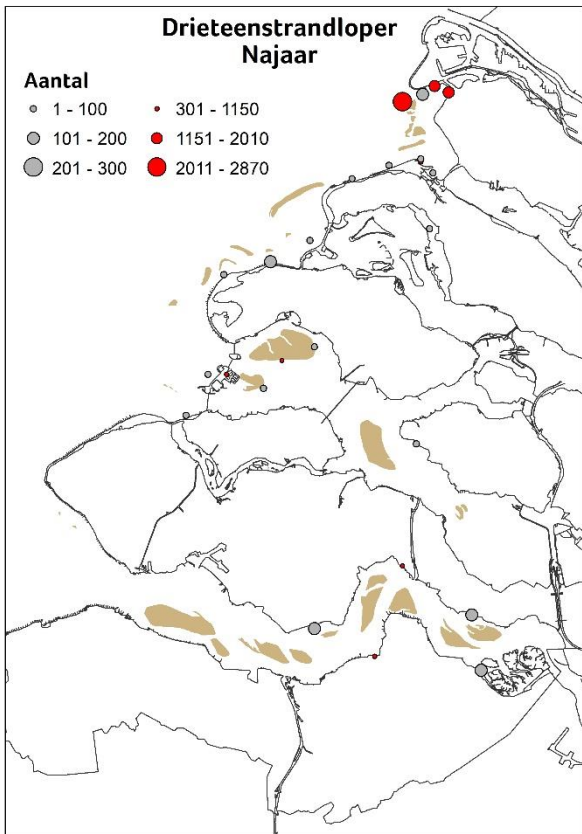 Drieteenstrandloper
Najaar
Aantal
1 - 100
301 - 1150
101 - 200
1151 - 2010
201 - 300
2011 - 2870